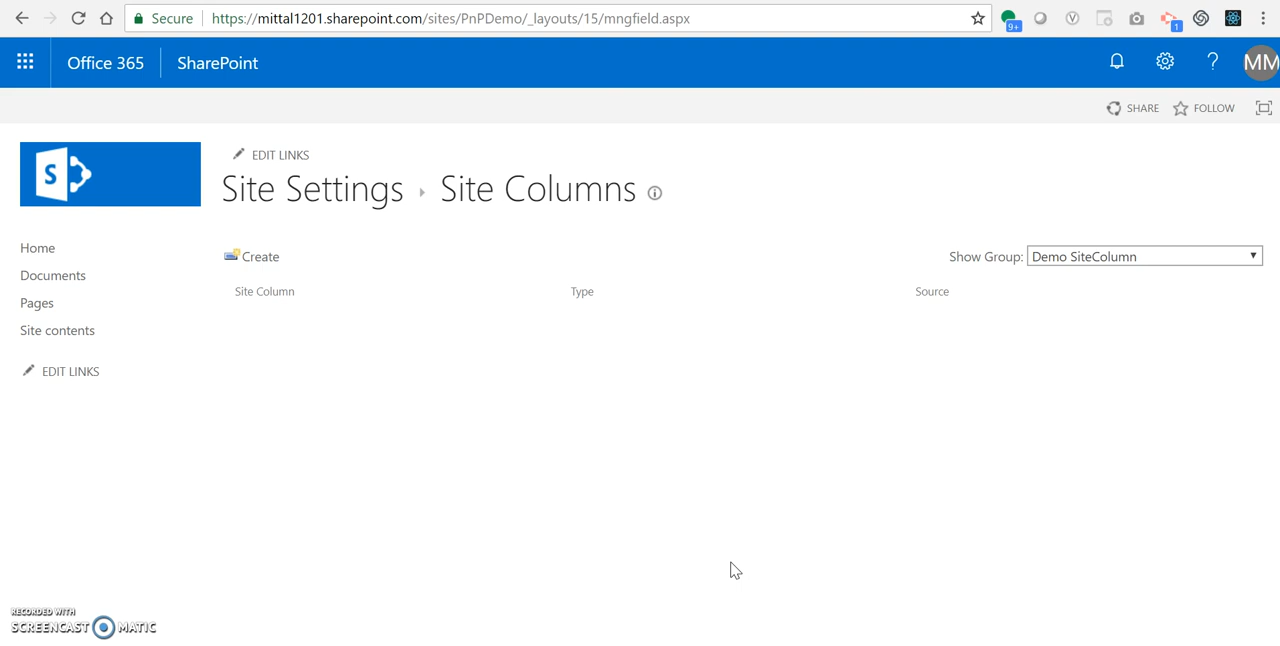 Secure
https://mittal1201.sharepoint.com/sites/PnPDemo/_layouts/15/mngfield.aspx
9+
1
Office 365
SharePoint
?
MM
SHARE
FOLLOW
S
EDIT LINKS
Site Settings ▸ Site Columns
Home
Documents
Pages
Site contents
EDIT LINKS
Create
Show Group: Demo SiteColumn
Site Column Type Source
RECORDED WITH
SCREENCAST MATIC